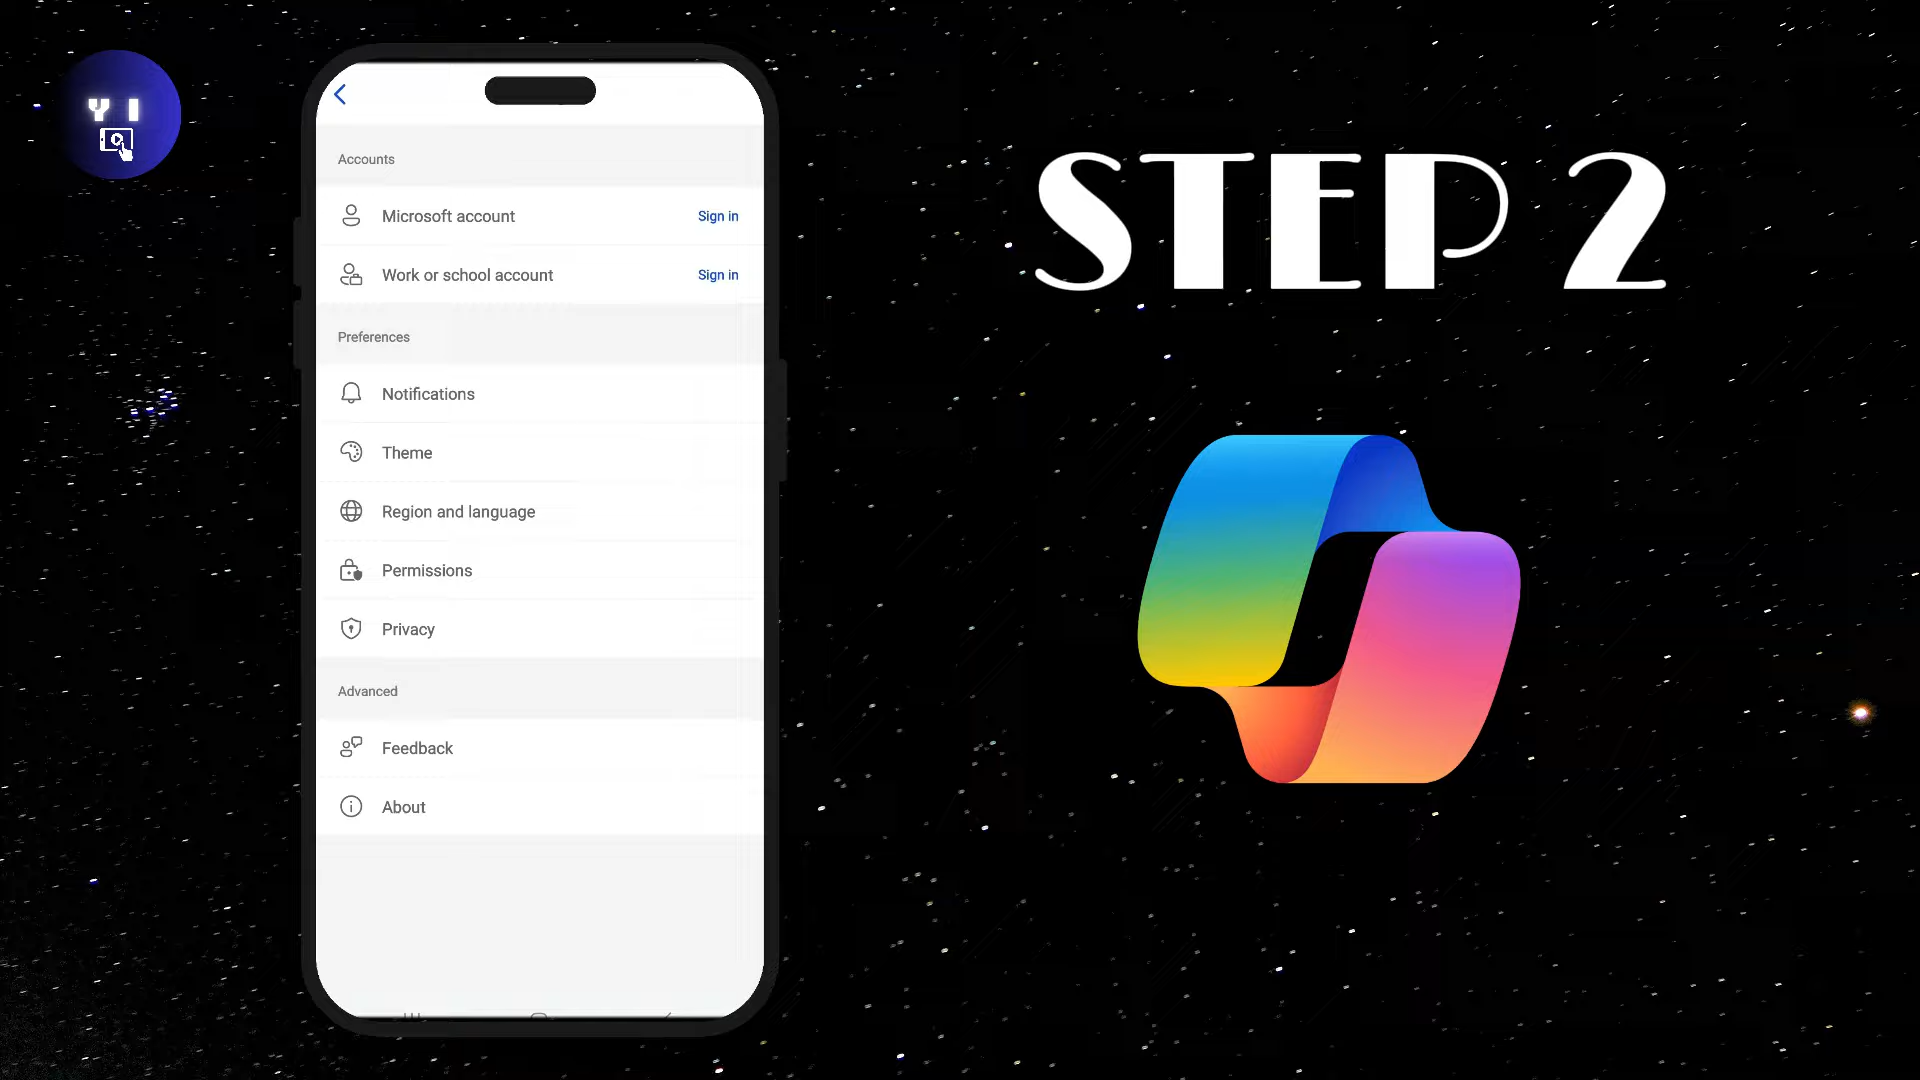 Y I
Accounts
Microsoft account Sign in
Work or school account Sign in
Preferences
Notifications
Theme
Region and language
Permissions
Privacy
Advanced
Feedback
About
STEP 2